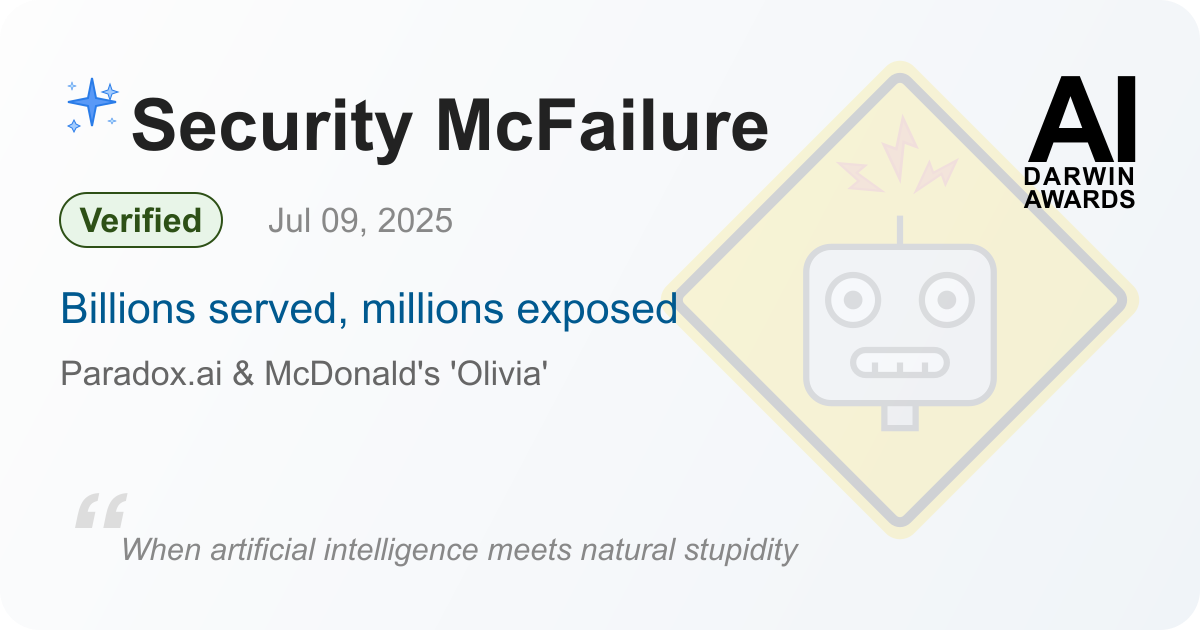 Security McFailure
AI
DARWIN
AWARDS
Verified
Jul 09, 2025
Billions served, millions exposed
Paradox.ai & McDonald's 'Olivia'
“
When artificial intelligence meets natural stupidity